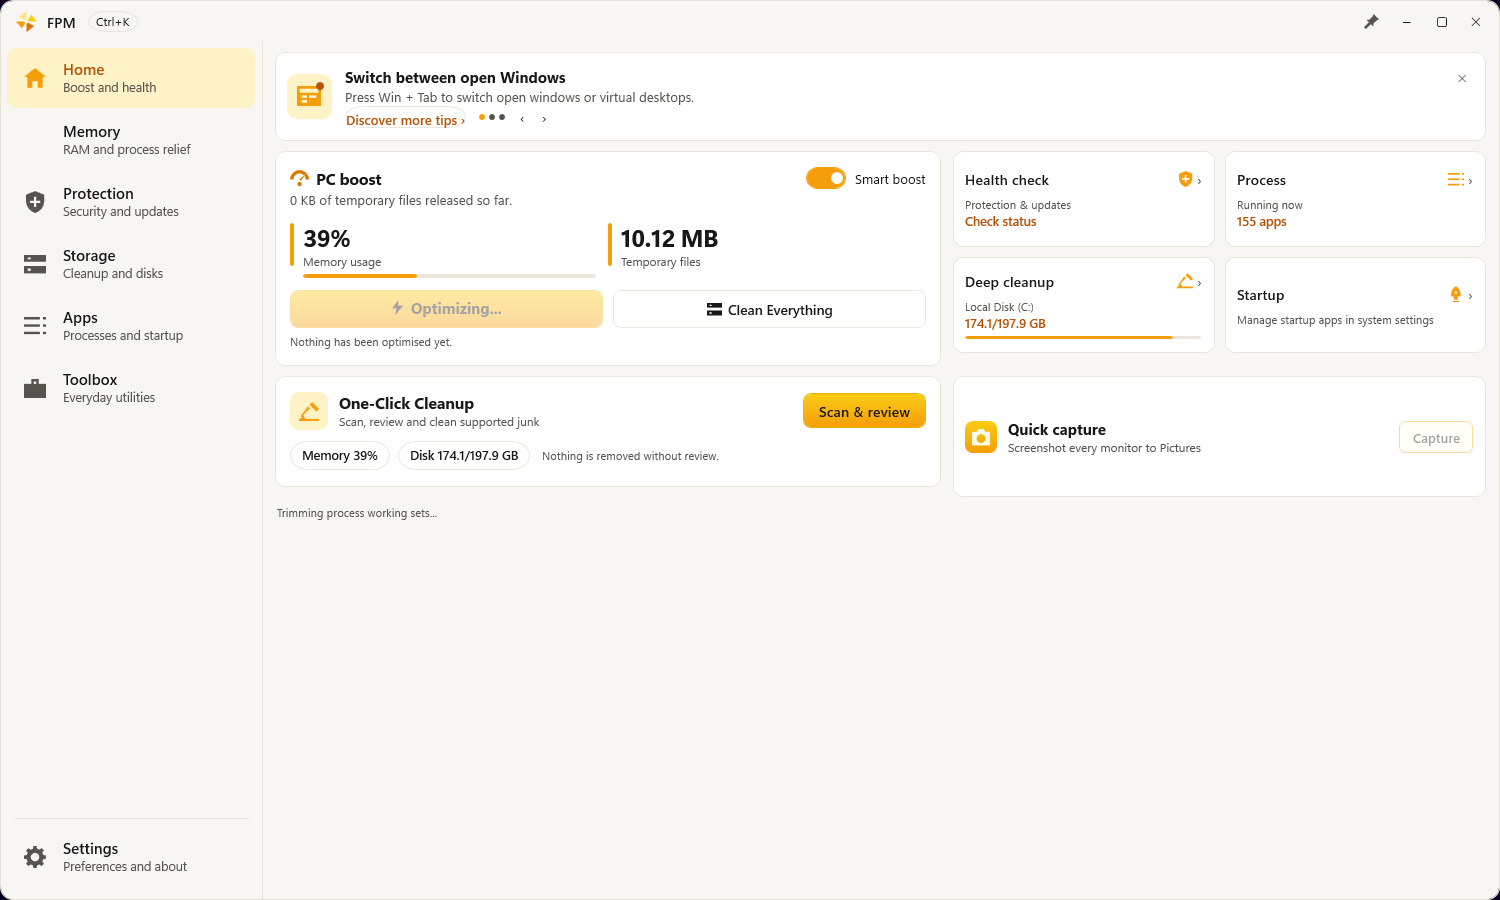 FPM
Ctrl+K
Home
Boost and health
Memory
RAM and process relief
Protection
Security and updates
Storage
Cleanup and disks
Apps
Processes and startup
Toolbox
Everyday utilities
Settings
Preferences and about
Switch between open Windows
Press Win + Tab to switch open windows or virtual desktops.
Discover more tips ›
PC boost
Smart boost
0 KB of temporary files released so far.
39%
Memory usage
10.12 MB
Temporary files
Optimizing...
Clean Everything
Nothing has been optimised yet.
Health check
Protection & updates
Check status
Process
Running now
155 apps
Deep cleanup
Local Disk (C:)
174.1/197.9 GB
Startup
Manage startup apps in system settings
One-Click Cleanup
Scan, review and clean supported junk
Scan & review
Memory 39%
Disk 174.1/197.9 GB
Nothing is removed without review.
Quick capture
Screenshot every monitor to Pictures
Capture
Trimming process working sets...